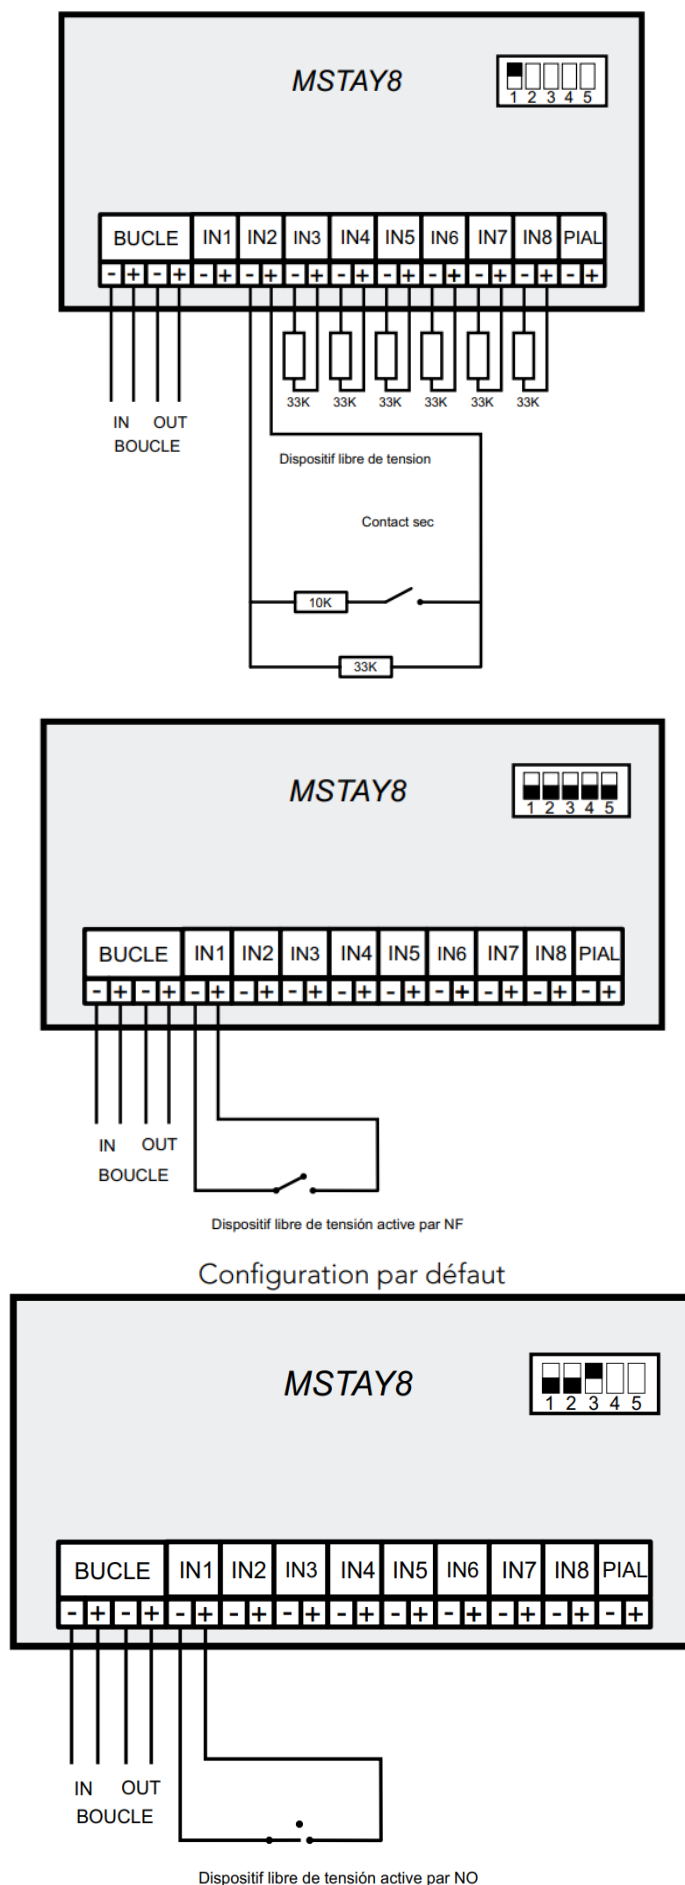 MSTAY8
1 2 3 4 5
BUCLE IN1 IN2 IN3 IN4 IN5 IN6 IN7 IN8 PIAL
- + - + - + - + - + - + - + - + - + - + - +
33K 33K 33K 33K 33K 33K
IN OUT
BOUCLE
Dispositif libre de tension
Contact sec
10K
33K
MSTAY8
1 2 3 4 5
BUCLE IN1 IN2 IN3 IN4 IN5 IN6 IN7 IN8 PIAL
- + - + - + - + - + - + - + - + - + - + - +
IN OUT
BOUCLE
Dispositif libre de tensión active par NF
Configuration par défaut
MSTAY8
1 2 3 4 5
BUCLE IN1 IN2 IN3 IN4 IN5 IN6 IN7 IN8 PIAL
- + - + - + - + - + - + - + - + - + - + - +
IN OUT
BOUCLE
Dispositif libre de tensión active par NO